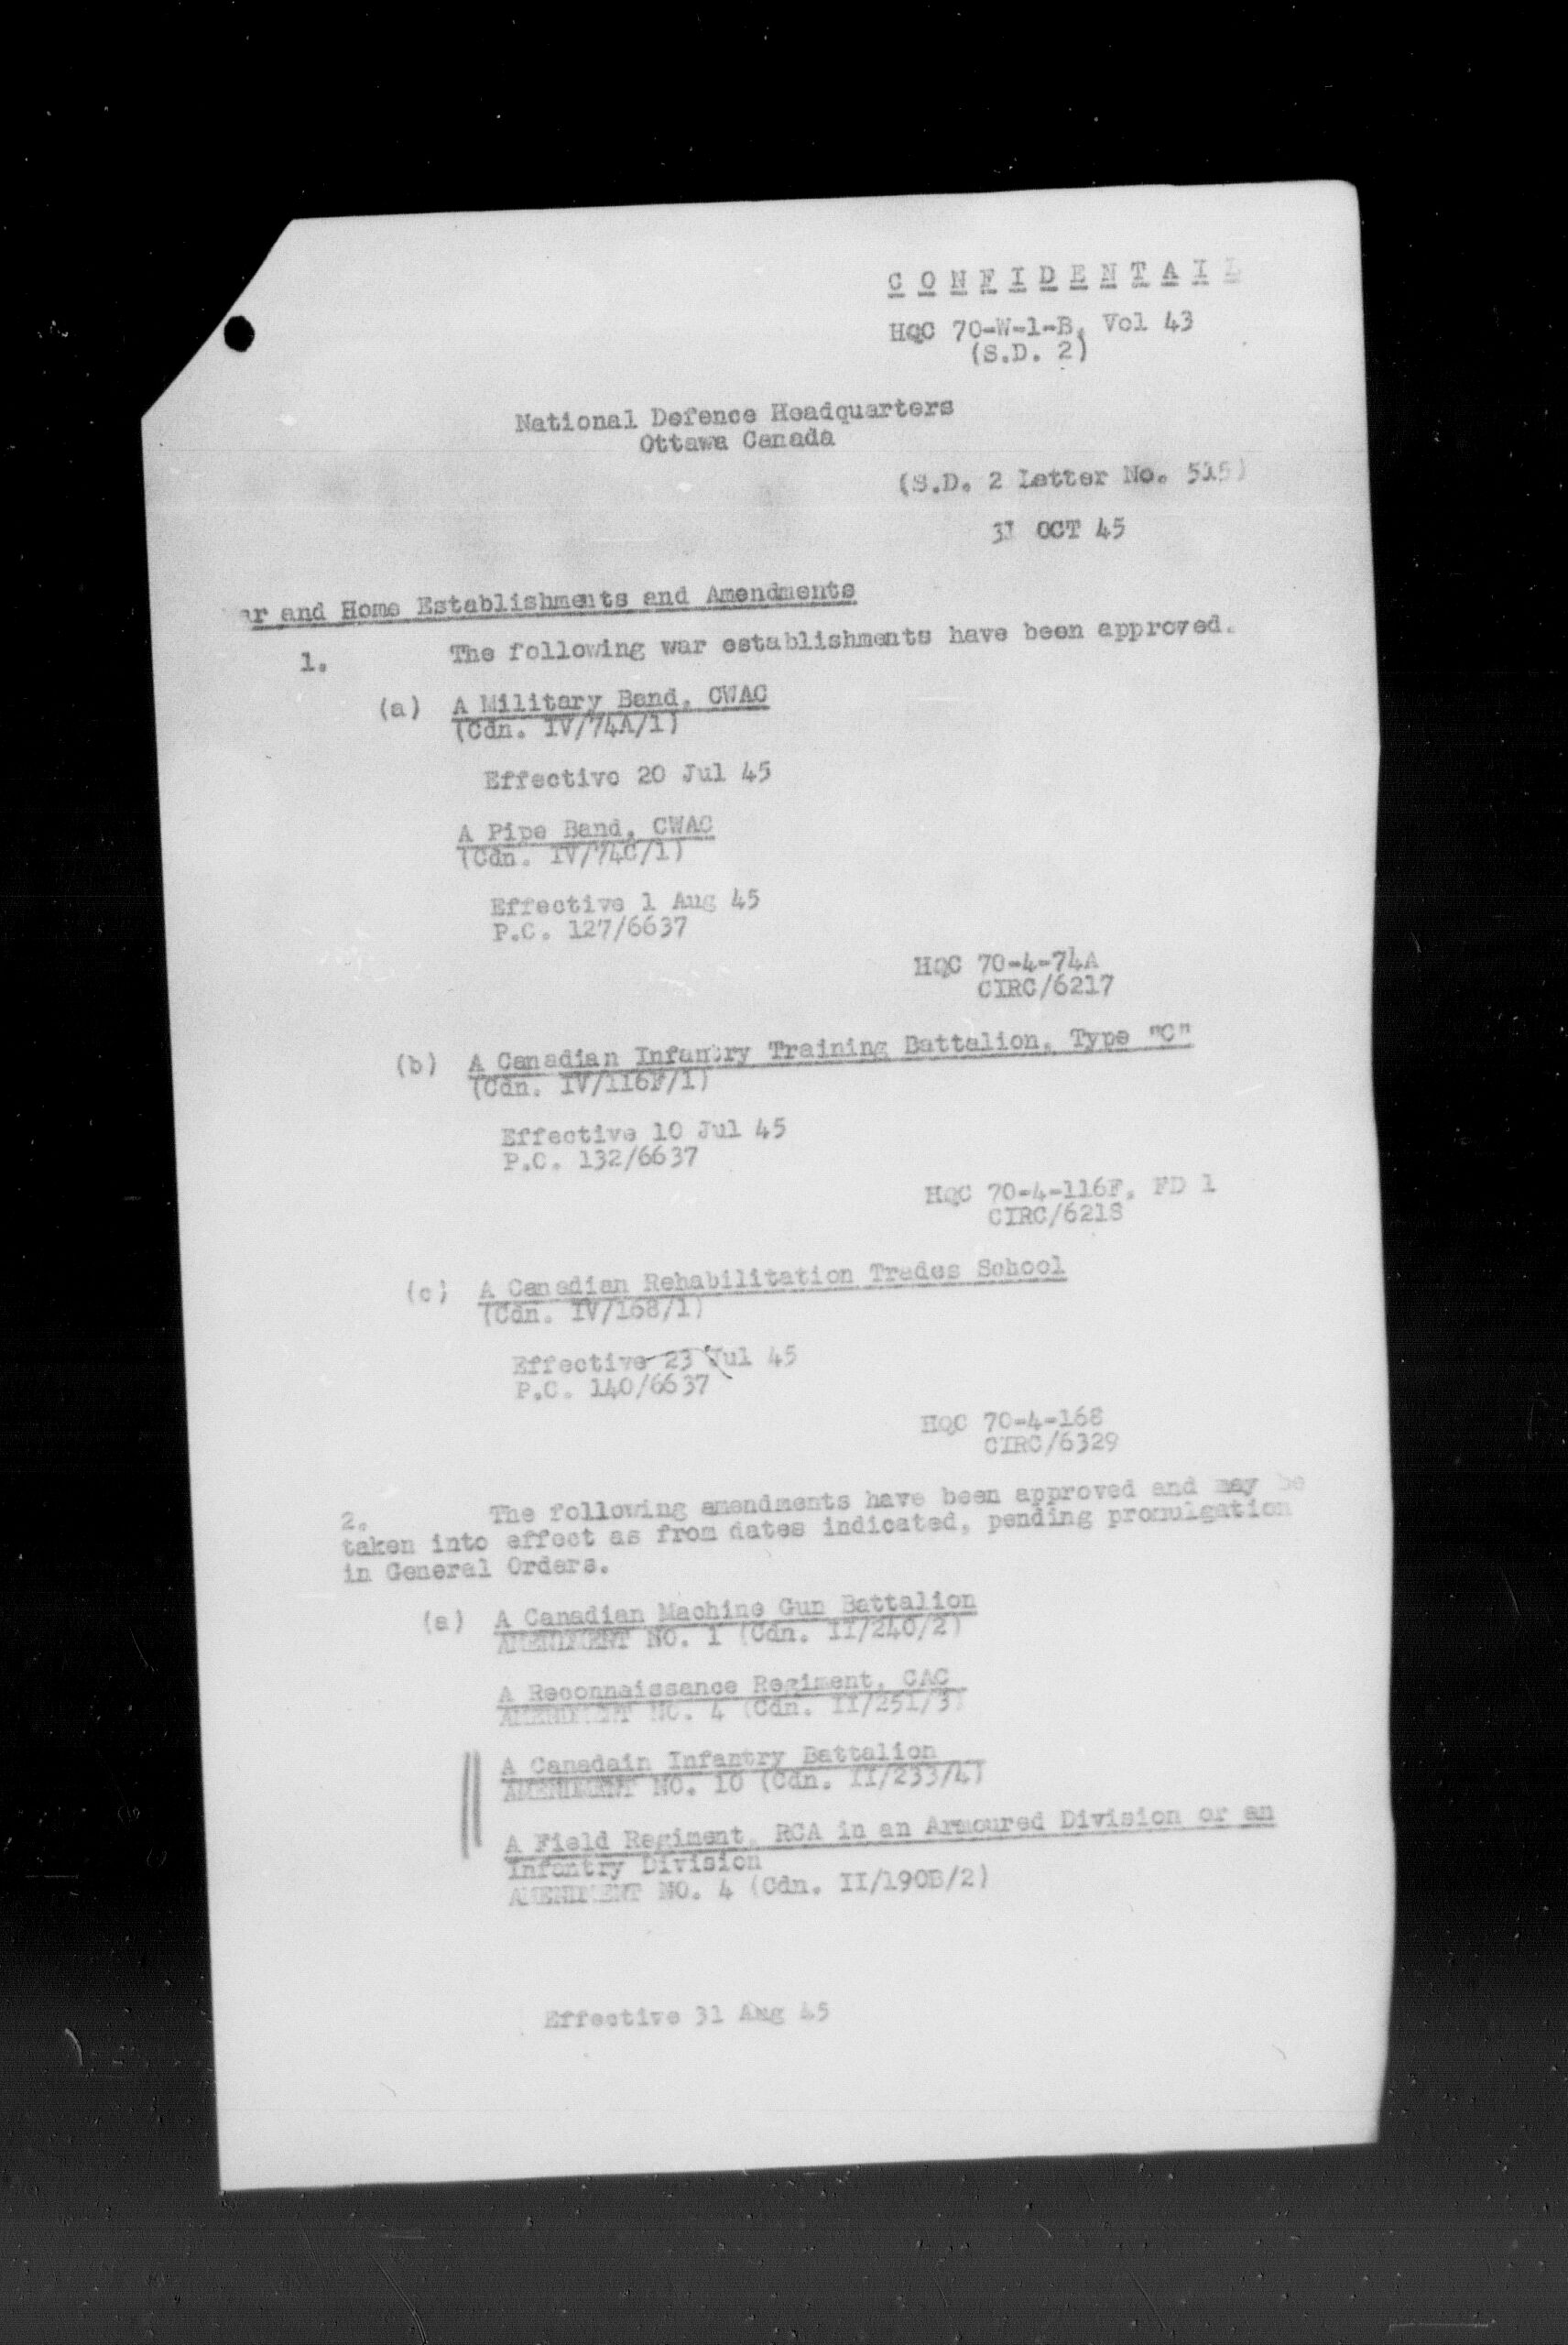 C O N F I D E N T A I L
HQC 70-W-1-B, Vol 43
(S.D. 2)
National Defence Headquarters
Ottawa Canada
(S.D. 2 Letter No. 515)
31 OCT 45
ar and Home Establishments and Amendments
1. The following war establishments have been approved.
(a) A Military Band, CWAC
(Cdn. IV/74A/1)
Effective 20 Jul 45
A Pipe Band, CWAC
(Cdn. IV/74C/1)
Effective 1 Aug 45
P.C. 127/6637
HQC 70-4-74A
CIRC/6217
(b) A Canadian Infantry Training Battalion, Type "C"
(Cdn. IV/116F/1)
Effective 10 Jul 45
P.C. 132/6637
HQC 70-4-116F, FD 1
CIRC/6218
(c) A Canadian Rehabilitation Trades School
(Cdn. IV/168/1)
Effective 23 Jul 45
P.C. 140/6637
HQC 70-4-168
CIRC/6329
2. The following amendments have been approved and may be
taken into effect as from dates indicated, pending promulgation
in General Orders.
(a) A Canadian Machine Gun Battalion
AMENDMENT NO. 1 (Cdn. II/240/2)
A Reconnaissance Regiment, CAC
AMENDMENT NO. 4 (Cdn. II/251/3)
A Canadain Infantry Battalion
AMENDMENT NO. 10 (Cdn. II/233/4)
A Field Regiment, RCA in an Armoured Division or an
Infantry Division
AMENDMENT NO. 4 (Cdn. II/190B/2)
Effective 31 Aug 45